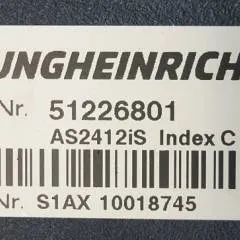 UNGHEINRICH
Nr. 51226801
AS2412iS Index C
Nr. S1AX 10018745